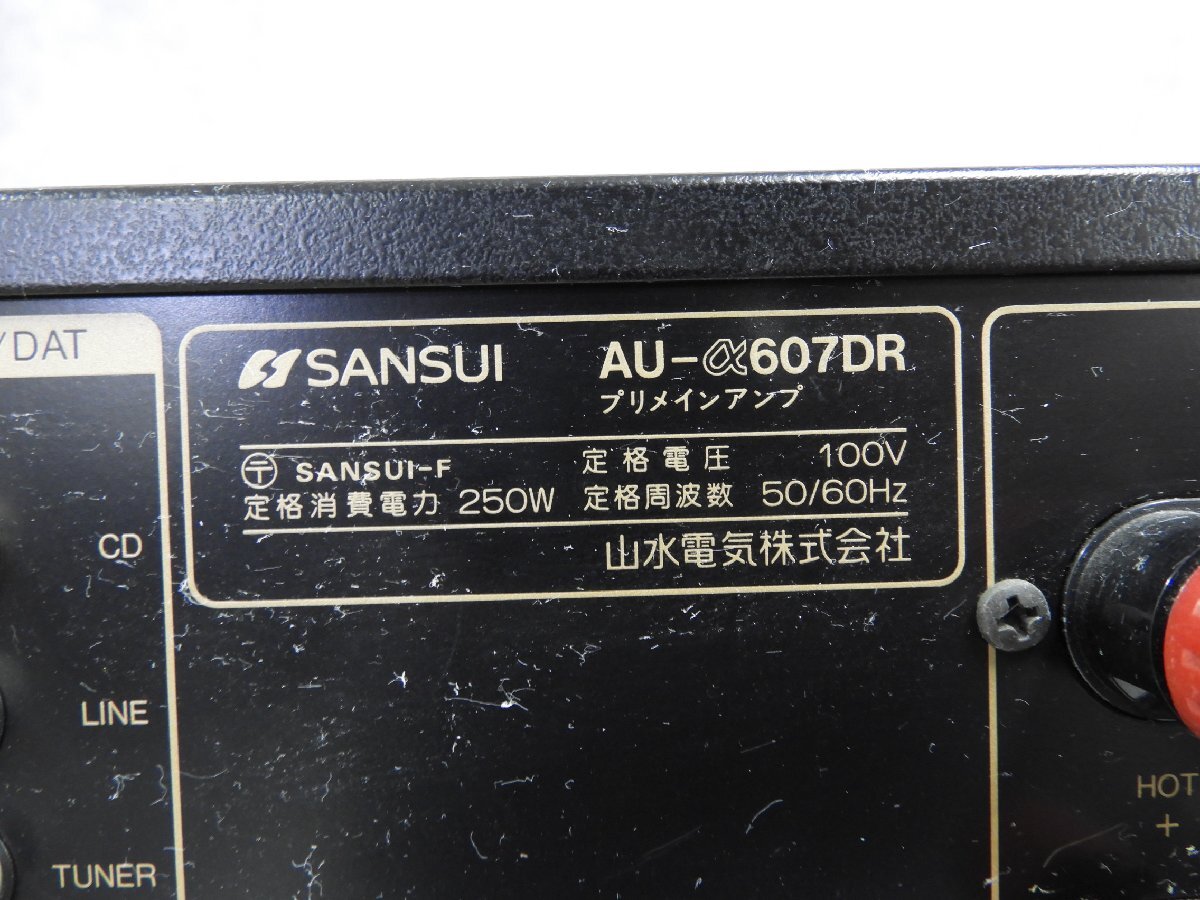 /DAT
SANSUI AU-α607DR
プリメインアンプ
〒 SANSUI-F 定格電圧 100V
定格消費電力 250W 定格周波数 50/60Hz
山水電気株式会社
CD
LINE
TUNER
HOT
+